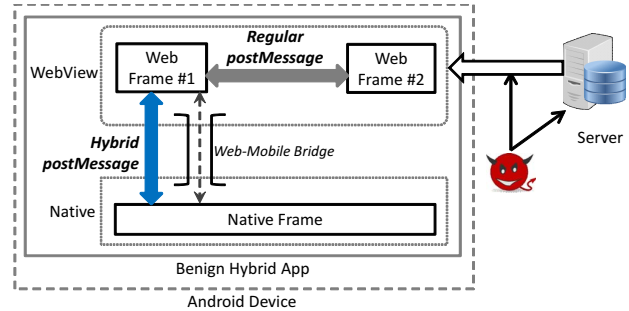 Regular
postMessage
Web
Frame #1
Web
Frame #2
WebView
Hybrid
postMessage
Web-Mobile Bridge
Server
Native
Native Frame
Benign Hybrid App
Android Device